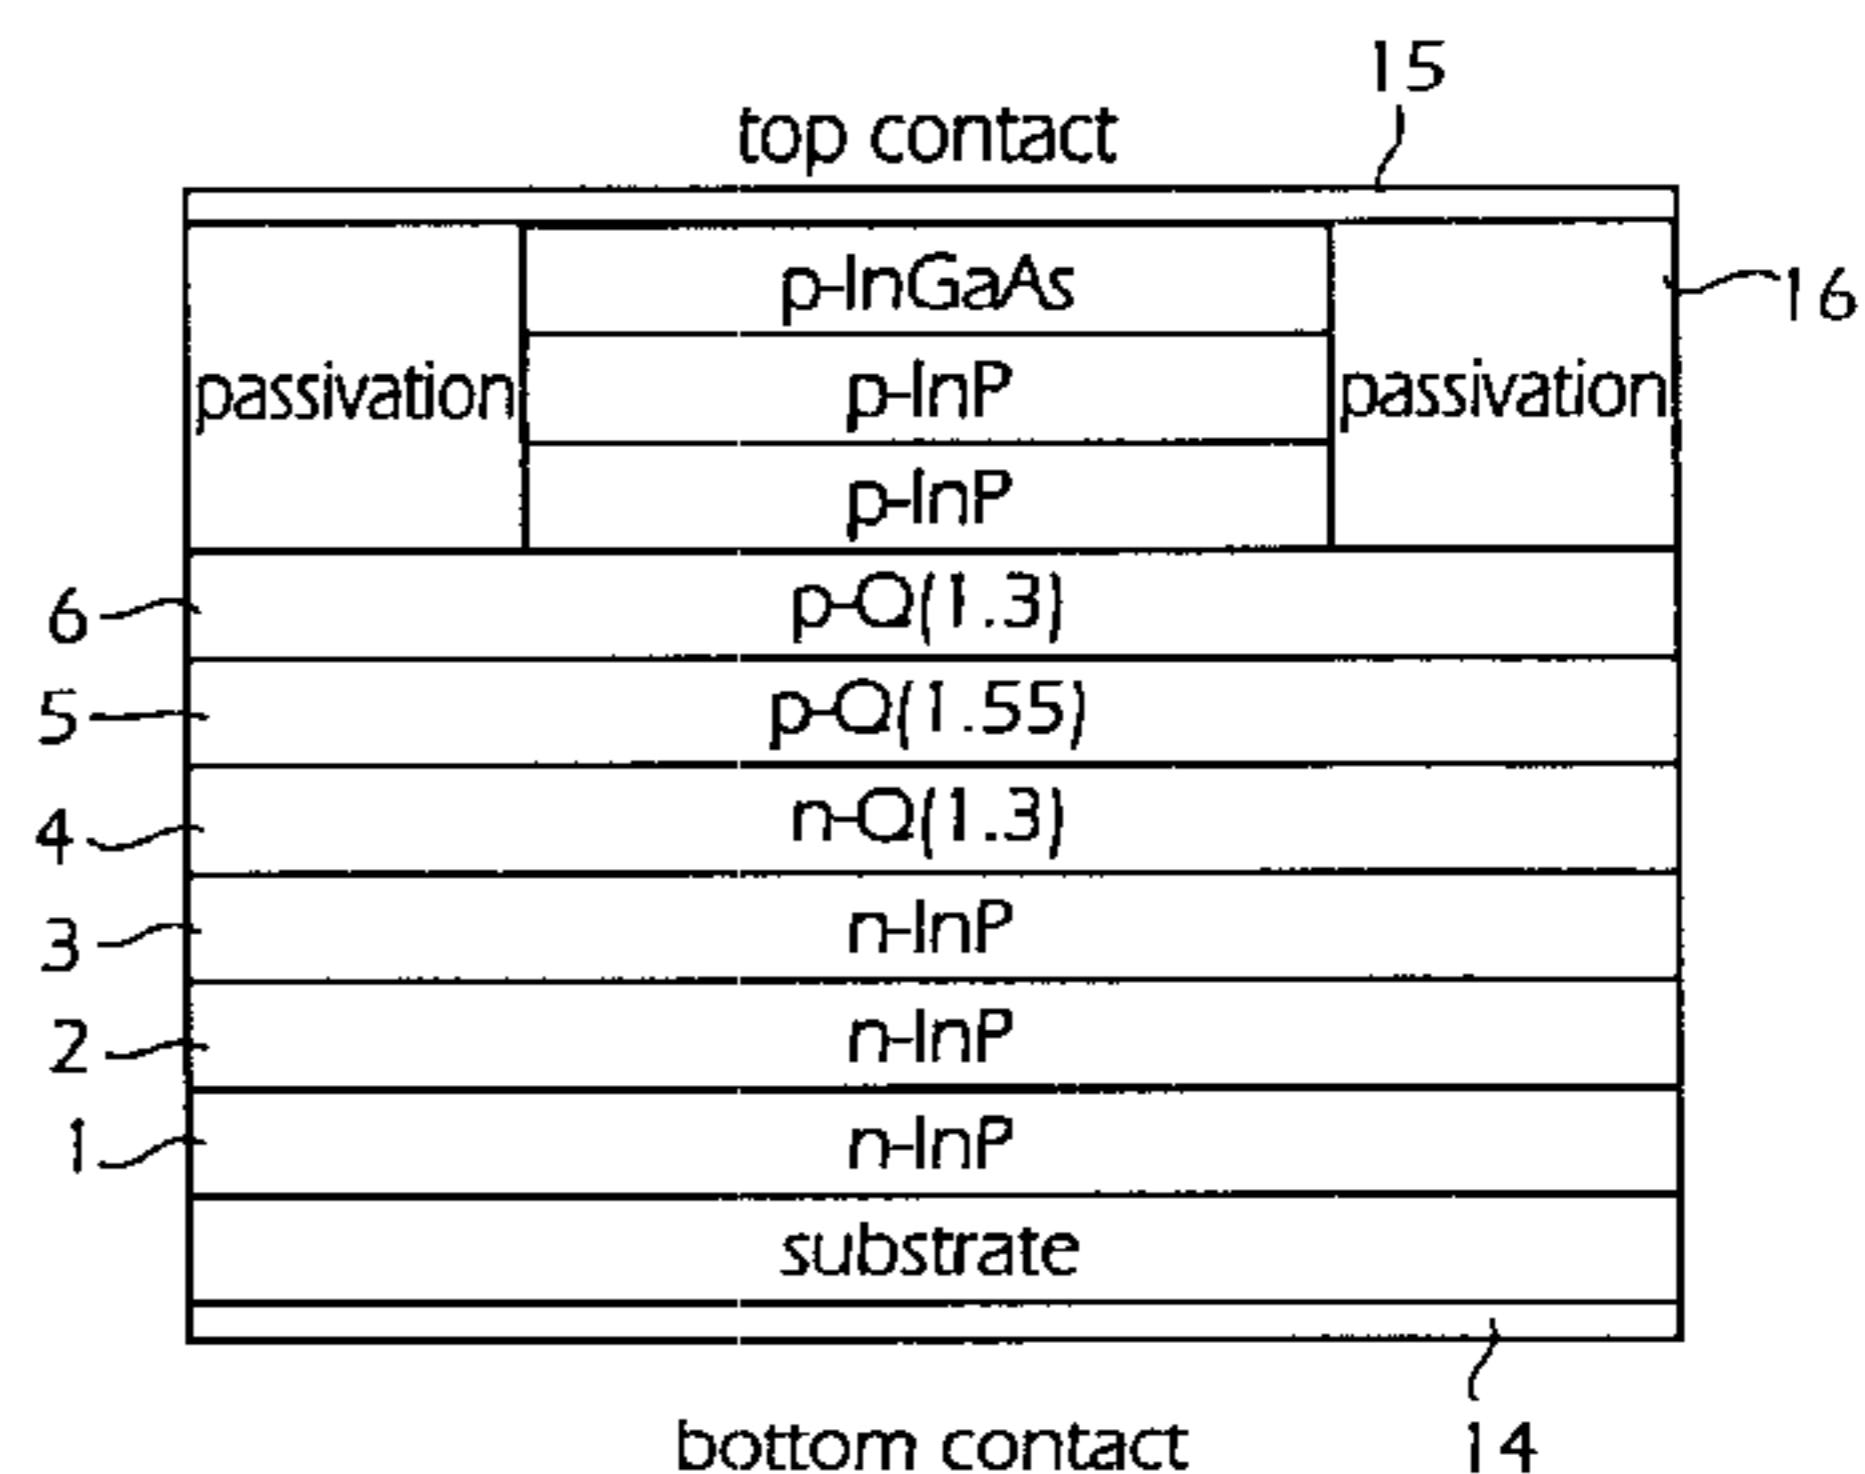 15
top contact
p-InGaAs
16
passivation
p-InP
passivation
p-InP
6
p-Q(1.3)
5
p-Q(1.55)
4
n-Q(1.3)
3
n-InP
2
n-InP
1
n-InP
substrate
bottom contact
14